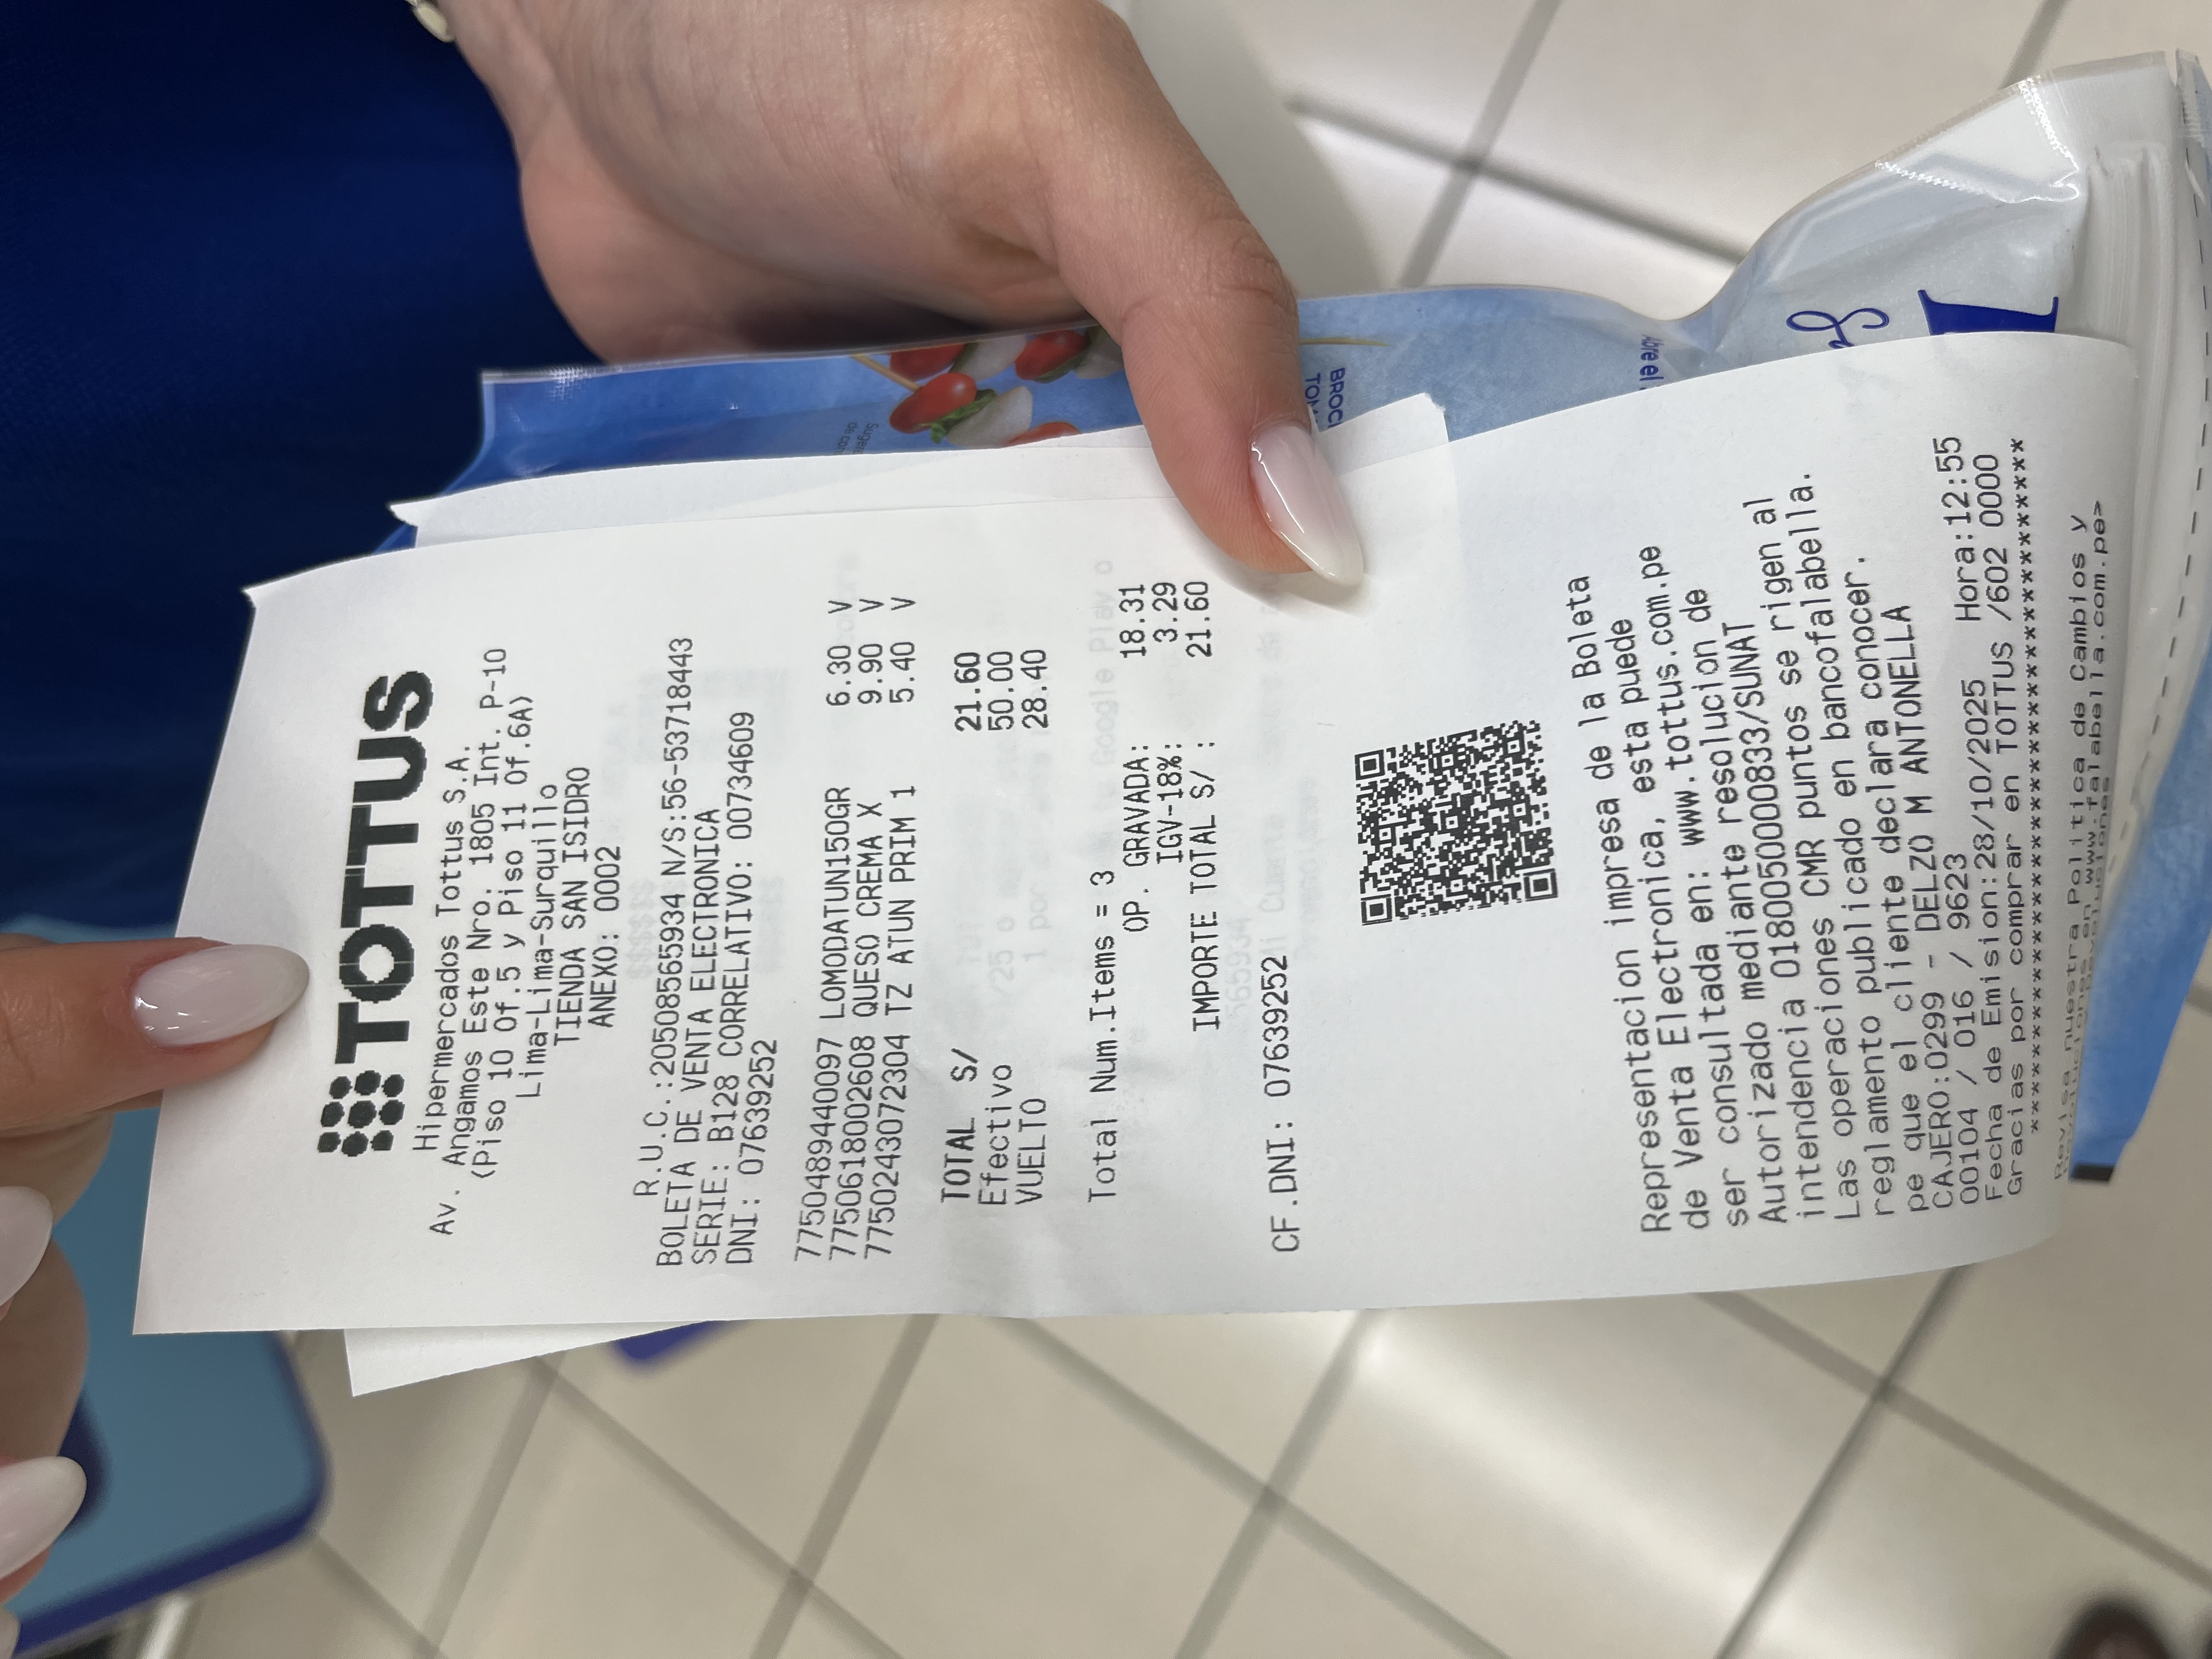 TOTTUS
Hipermercados Tottus S.A.
Av. Angamos Este Nro. 1805 Int. P-10
(Piso 10 Of.5 y Piso 11 Of.6A)
Lima-Lima-Surquillo
TIENDA SAN ISIDRO
ANEXO: 0002
R.U.C.:20508565934 N/S:56-53718443
BOLETA DE VENTA ELECTRONICA
SERIE: B128 CORRELATIVO: 00734609
DNI: 07639252
7750489440097 LOMODATUN150GR 6.30 V
7750618002608 QUESO CREMA X 9.90 V
7750243072304 TZ ATUN PRIM 1 5.40 V
TOTAL S/ 21.60
Efectivo 50.00
VUELTO 28.40
Total Num.Items = 3
OP. GRAVADA: 18.31
IGV-18%: 3.29
IMPORTE TOTAL S/ : 21.60
CF.DNI: 07639252
Representacion impresa de la Boleta
de Venta Electronica, esta puede
ser consultada en: www.tottus.com.pe
Autorizado mediante resolucion de
intendencia 0180050000833/SUNAT
Las operaciones CMR puntos se rigen al
reglamento publicado en bancofalabella.
pe que el cliente declara conocer.
CAJERO:0299 - DELZO M ANTONELLA
00104 / 016 / 9623
Fecha de Emision:28/10/2025 Hora:12:55
Gracias por comprar en TOTTUS /602 0000
*************************************
Revisa nuestra Politica de Cambios y
Devoluciones en www.falabella.com.pe>